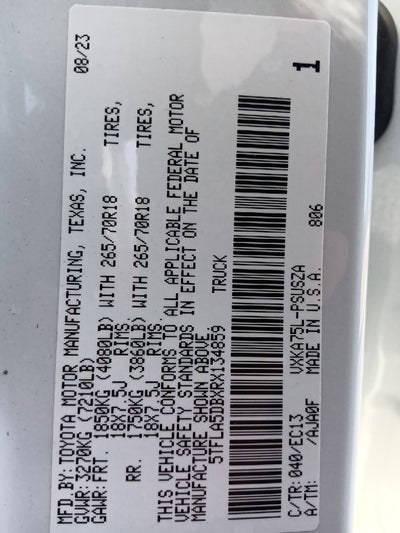 MFD.BY:TOYOTA MOTOR MANUFACTURING, TEXAS, INC. 08/23
GVWR:3270KG (7210LB)
GAWR:FRT. 1850KG (4080LB) WITH 265/70R18 TIRES,
18X7.5J RIMS
RR. 1750KG (3860LB) WITH 265/70R18 TIRES,
18X7.5J RIMS
THIS VEHICLE CONFORMS TO ALL APPLICABLE FEDERAL MOTOR
VEHICLE SAFETY STANDARDS IN EFFECT ON THE DATE OF
MANUFACTURE SHOWN ABOVE.
5TFLA5DBXRX134859 TRUCK
1
C/TR:040/EC13 VXKA75L-PSUSZA 806
A/TM: /AJA0F MADE IN U.S.A.